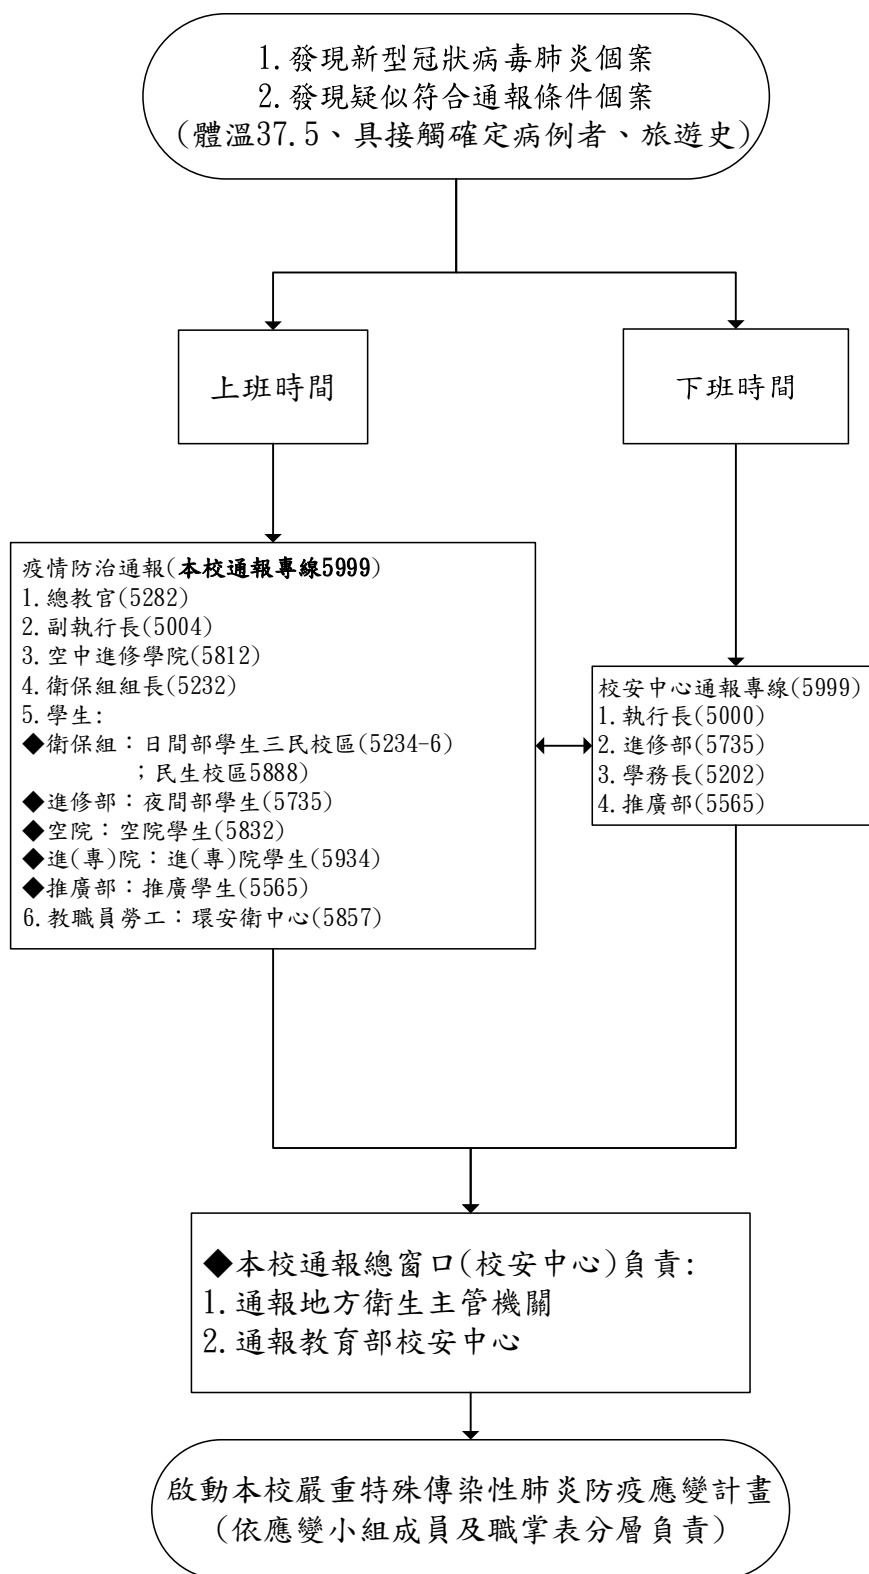 1.發現新型冠狀病毒肺炎個案
2.發現疑似符合通報條件個案
(體溫37.5、具接觸確定病例者、旅遊史)
上班時間
下班時間
疫情防治通報(本校通報專線5999)
1.總教官(5282)
2.副執行長(5004)
3.空中進修學院(5812)
4.衛保組組長(5232)
5.學生:
◆衛保組：日間部學生三民校區(5234-6)
；民生校區5888)
◆進修部：夜間部學生(5735)
◆空院：空院學生(5832)
◆進(專)院：進(專)院學生(5934)
◆推廣部：推廣學生(5565)
6.教職員勞工：環安衛中心(5857)
校安中心通報專線(5999)
1.執行長(5000)
2.進修部(5735)
3.學務長(5202)
4.推廣部(5565)
◆本校通報總窗口(校安中心)負責:
1.通報地方衛生主管機關
2.通報教育部校安中心
啟動本校嚴重特殊傳染性肺炎防疫應變計畫
(依應變小組成員及職掌表分層負責)